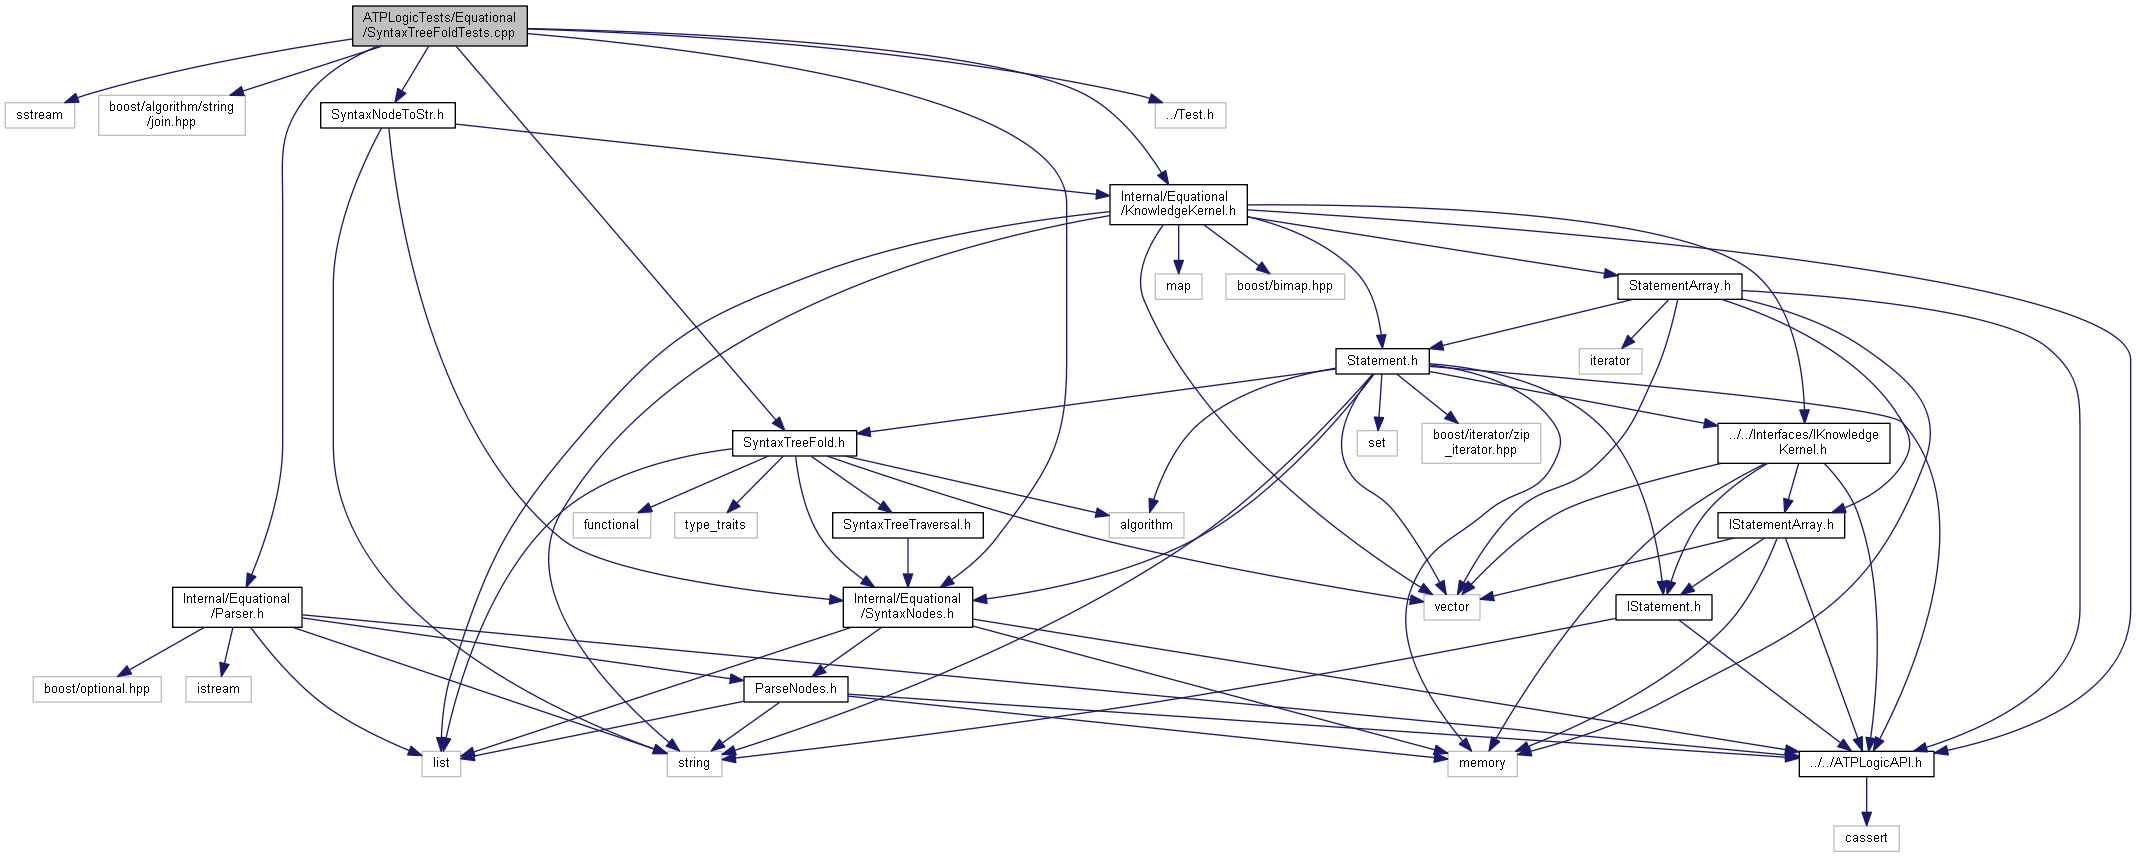 ATPLogicTests/Equational
/SyntaxTreeFoldTests.cpp
sstream
boost/algorithm/string
/join.hpp
SyntaxNodeToStr.h
../Test.h
Internal/Equational
/KnowledgeKernel.h
map
boost/bimap.hpp
StatementArray.h
Statement.h
iterator
SyntaxTreeFold.h
set
boost/iterator/zip
_iterator.hpp
../../Interfaces/IKnowledge
Kernel.h
functional
type_traits
SyntaxTreeTraversal.h
algorithm
IStatementArray.h
Internal/Equational
/Parser.h
Internal/Equational
/SyntaxNodes.h
vector
IStatement.h
boost/optional.hpp
istream
ParseNodes.h
list
string
memory
../../ATPLogicAPI.h
cassert